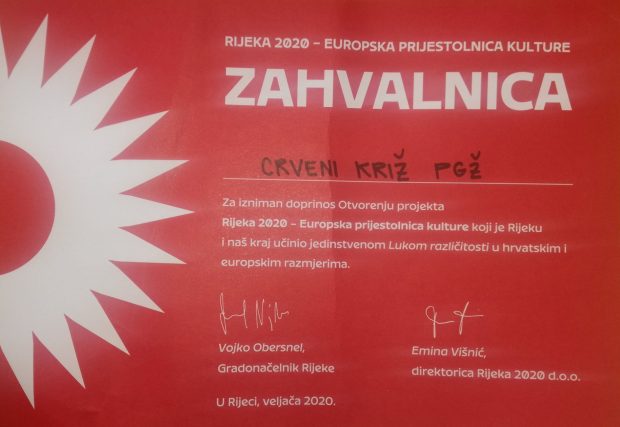 RIJEKA 2020 – EUROPSKA PRIJESTOLNICA KULTURE
ZAHVALNICA
CRVENI KRIŽ PGŽ
Za izniman doprinos Otvorenju projekta
Rijeka 2020 – Europska prijestolnica kulture koji je Rijeku
i naš kraj učinio jedinstvenom Lukom različitosti u hrvatskim i
europskim razmjerima.
Vojko Obersnel,
Gradonačelnik Rijeke
Emina Višnić,
direktorica Rijeka 2020 d.o.o.
U Rijeci, veljača 2020.